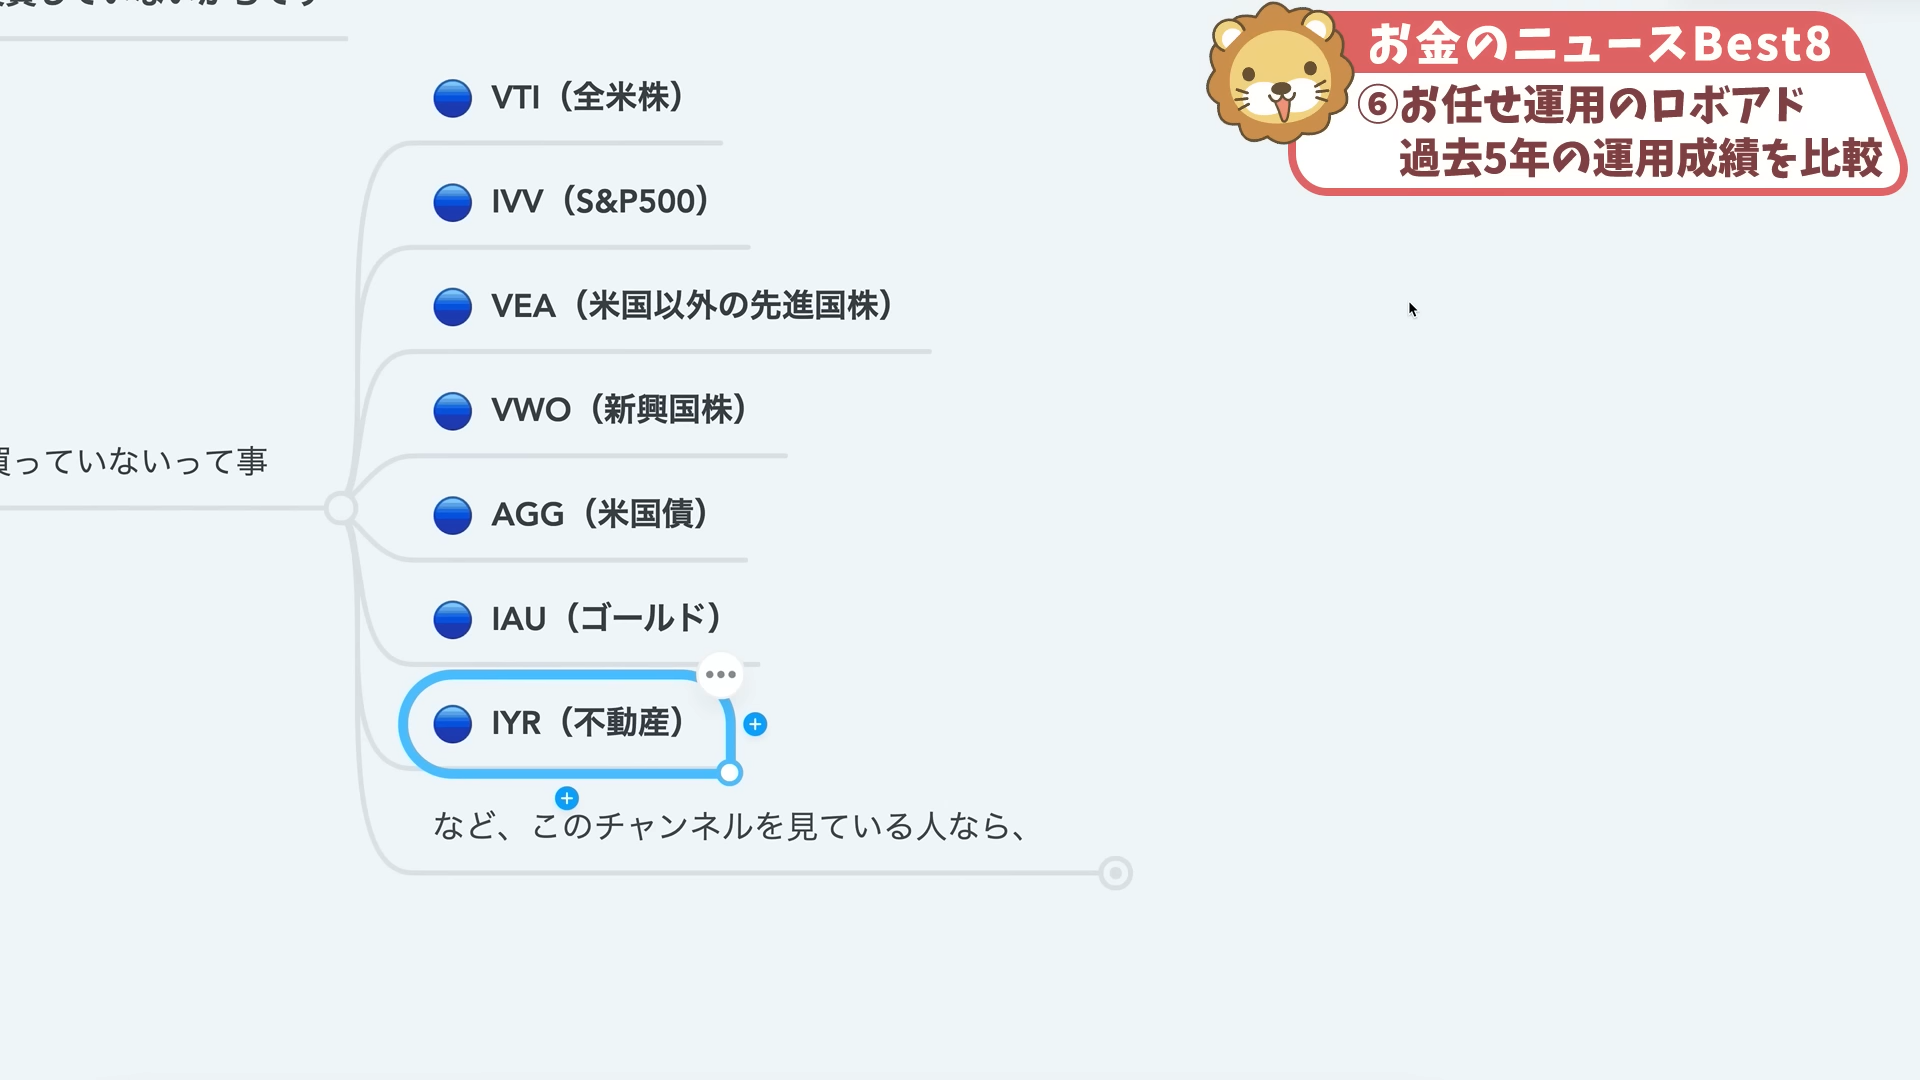 お金のニュースBest8
⑥お任せ運用のロボアド
過去5年の運用成績を比較
VTI（全米株）
IVV（S&P500）
VEA（米国以外の先進国株）
VWO（新興国株）
っていないって事
AGG（米国債）
IAU（ゴールド）
IYR（不動産）
など、このチャンネルを見ている人なら、